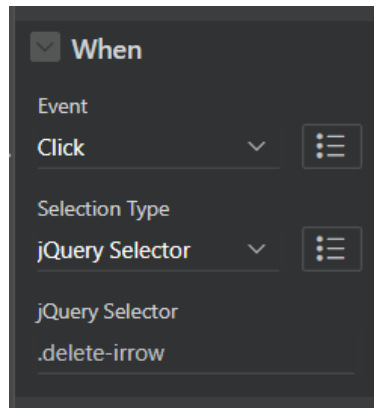 When
Event
Click
Selection Type
jQuery Selector
jQuery Selector
.delete-irrow